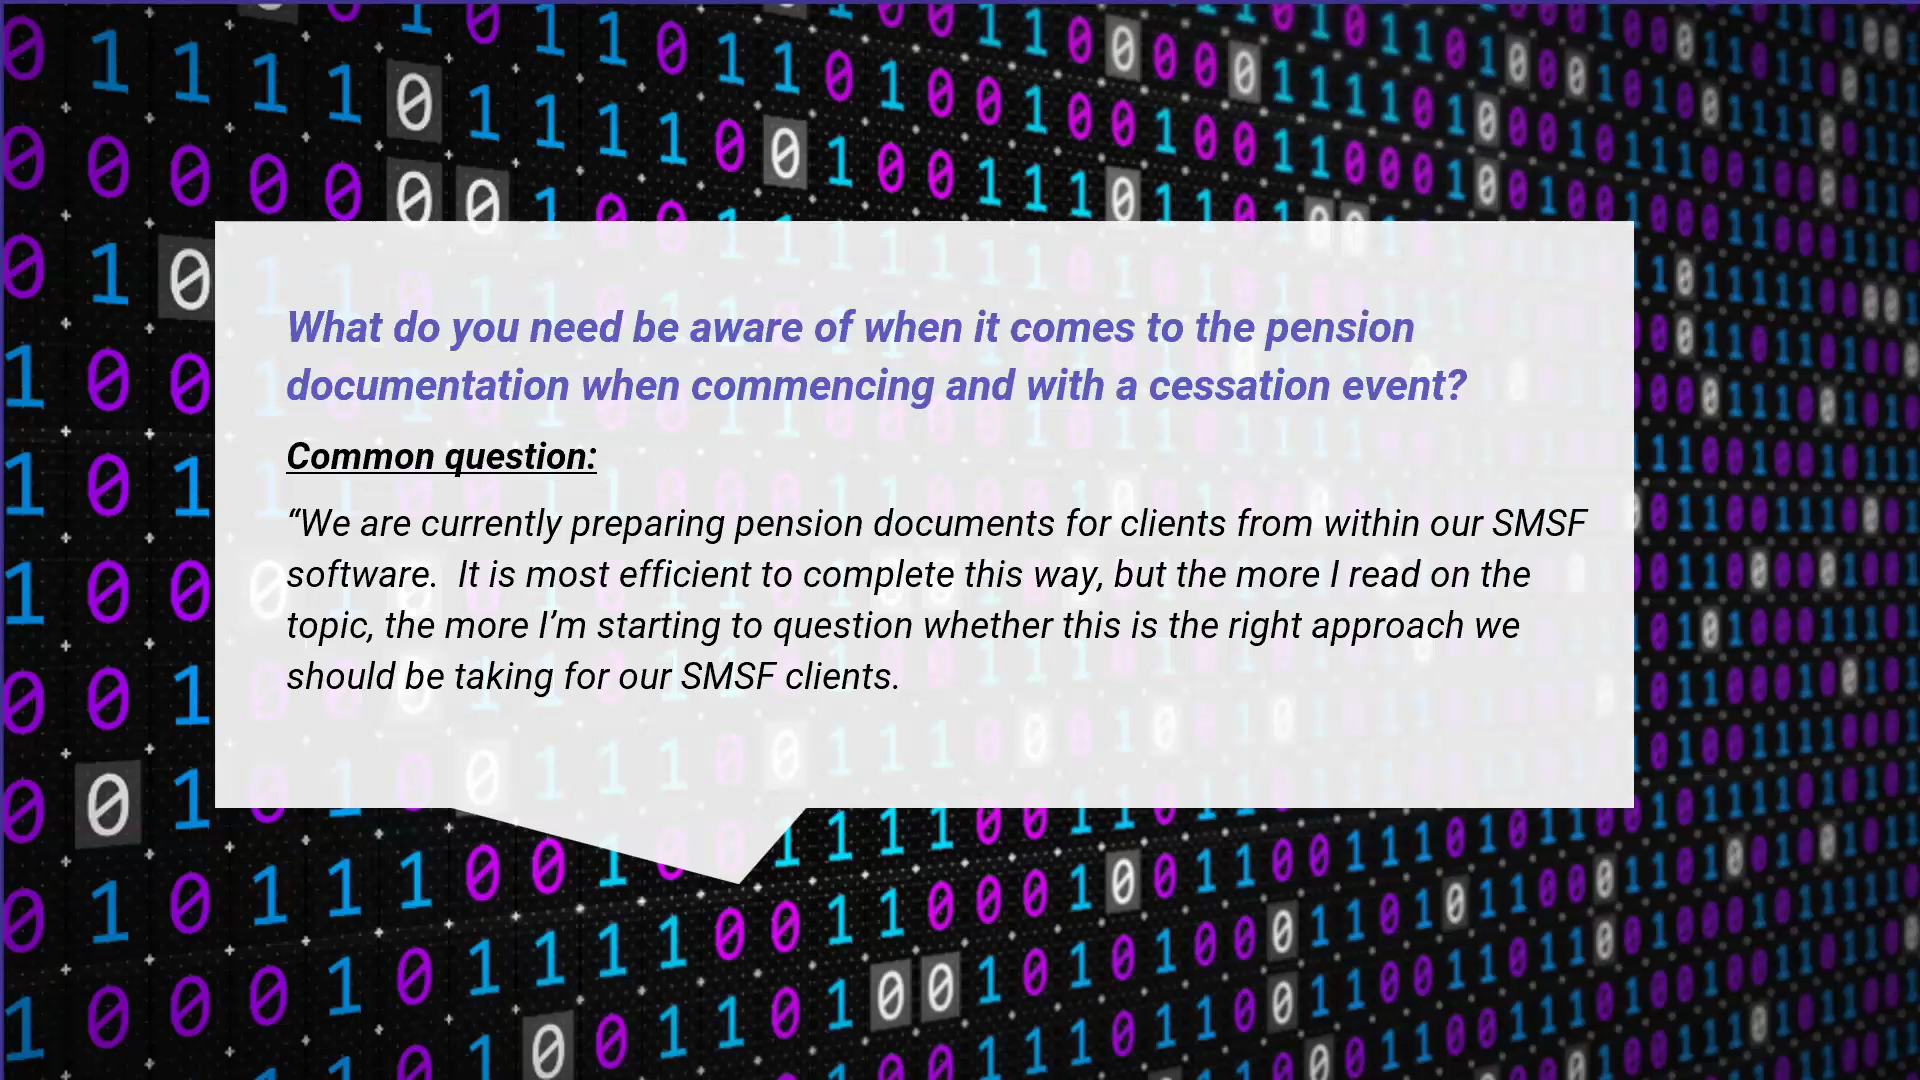 What do you need be aware of when it comes to the pension
documentation when commencing and with a cessation event?
Common question:
“We are currently preparing pension documents for clients from within our SMSF
software.  It is most efficient to complete this way, but the more I read on the
topic, the more I’m starting to question whether this is the right approach we
should be taking for our SMSF clients.